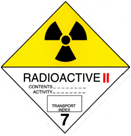 RADIOACTIVE II
CONTENTS
ACTIVITY
TRANSPORT
INDEX
7